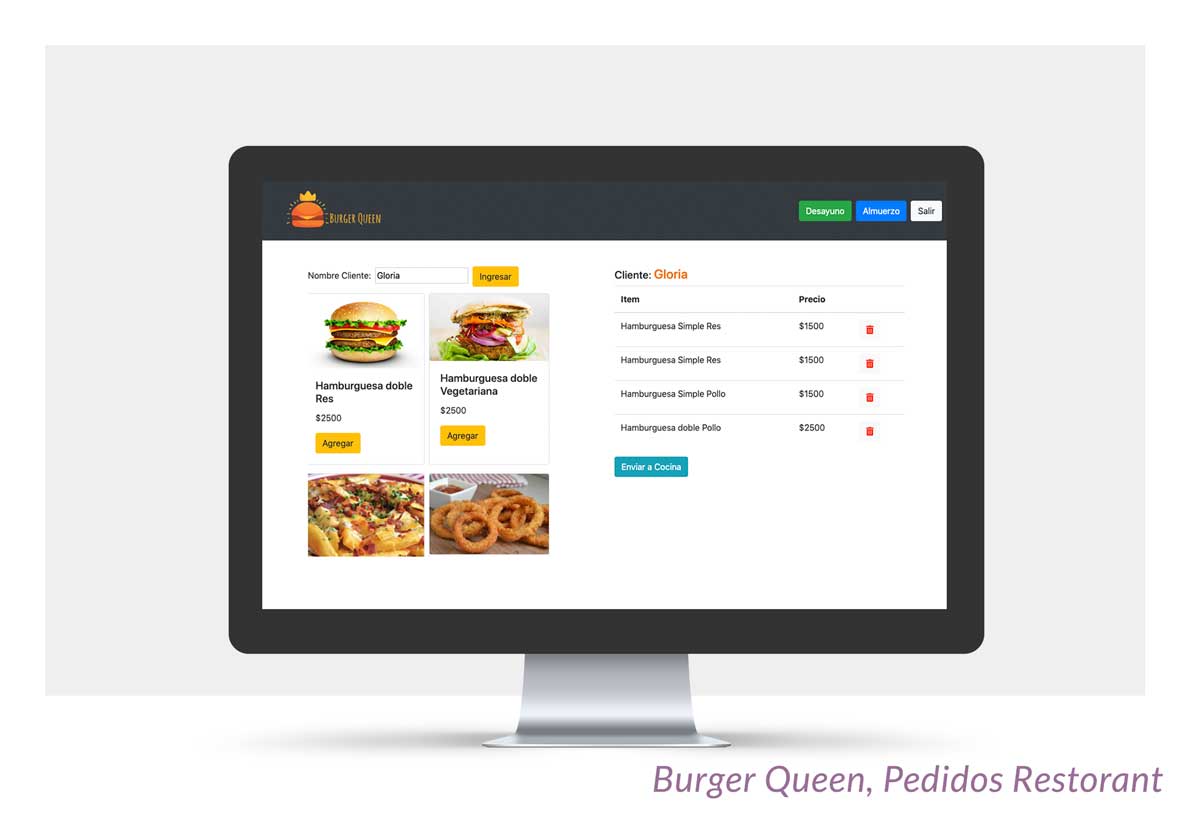 Burger Queen
Desayuno
Almuerzo
Salir
Nombre Cliente:
Gloria
Ingresar
Cliente: Gloria
Item
Precio
Hamburguesa Simple Res
$1500
Hamburguesa Simple Res
$1500
Hamburguesa Simple Pollo
$1500
Hamburguesa doble Pollo
$2500
Enviar a Cocina
Hamburguesa doble
Res
$2500
Agregar
Hamburguesa doble
Vegetariana
$2500
Agregar
Burger Queen, Pedidos Restorant